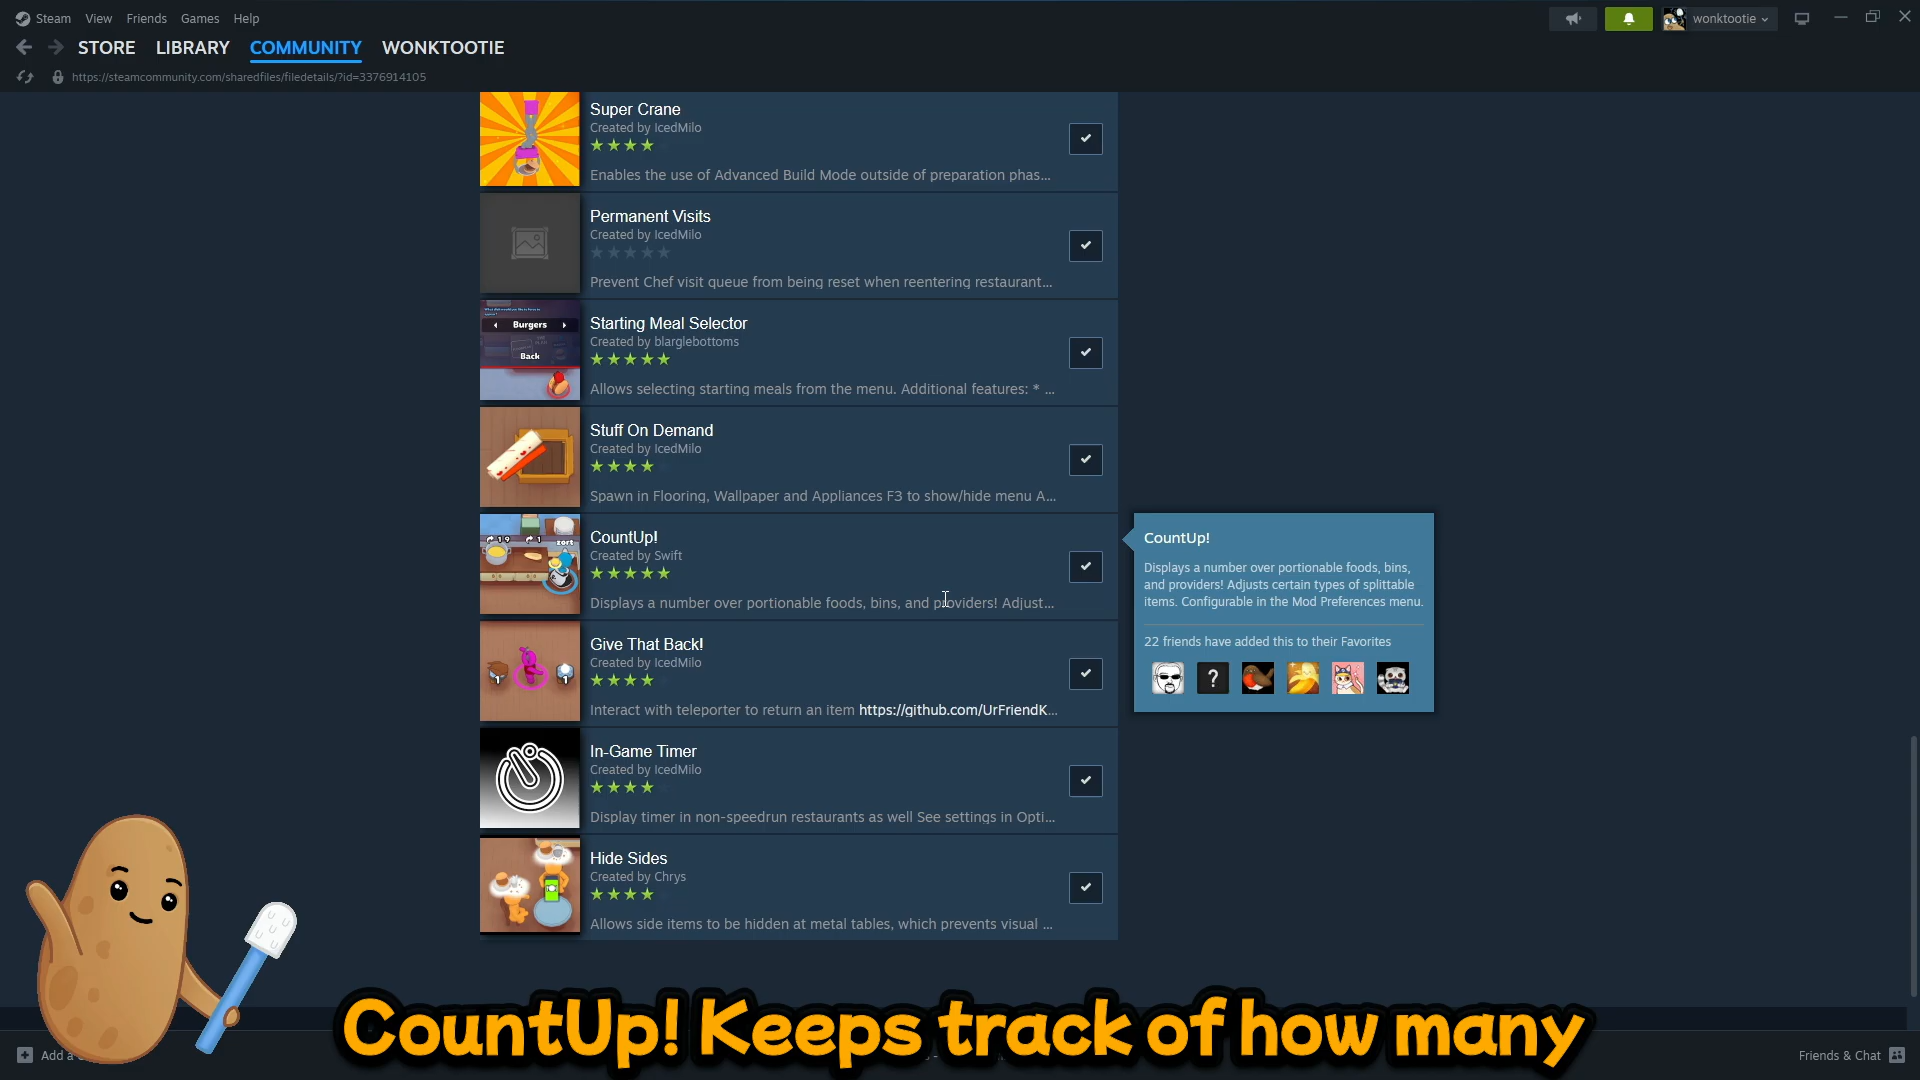 Steam View Friends Games Help
wonktootie
STORE LIBRARY COMMUNITY WONKTOOTIE
https://steamcommunity.com/sharedfiles/filedetails/?id=3376914105
Super Crane
Created by IcedMilo
Enables the use of Advanced Build Mode outside of preparation phas...
Permanent Visits
Created by IcedMilo
Prevent Chef visit queue from being reset when reentering restaurant...
Burgers
Back
Starting Meal Selector
Created by blarglebottoms
Allows selecting starting meals from the menu. Additional features: * ...
Stuff On Demand
Created by IcedMilo
Spawn in Flooring, Wallpaper and Appliances F3 to show/hide menu A...
19 1 zort
CountUp!
Created by Swift
Displays a number over portionable foods, bins, and providers! Adjust...
CountUp!
Displays a number over portionable foods, bins,
and providers! Adjusts certain types of splittable
items. Configurable in the Mod Preferences menu.
22 friends have added this to their Favorites
?
1 1
Give That Back!
Created by IcedMilo
Interact with teleporter to return an item https://github.com/UrFriendK...
In-Game Timer
Created by IcedMilo
Display timer in non-speedrun restaurants as well See settings in Opti...
Hide Sides
Created by Chrys
Allows side items to be hidden at metal tables, which prevents visual ...
CountUp! Keeps track of how many
Add a
Friends & Chat